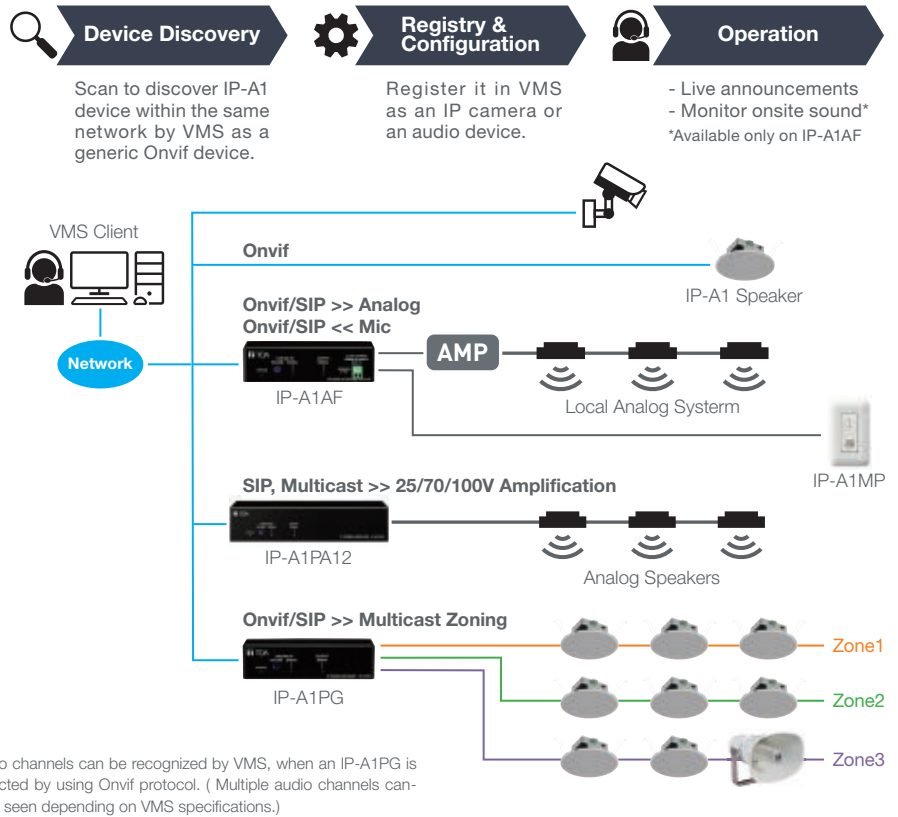 Device Discovery
Registry &
Configuration
Operation
Scan to discover IP-A1
device within the same
network by VMS as a
generic Onvif device.
Register it in VMS
as an IP camera or
an audio device.
- Live announcements
- Monitor onsite sound*
*Available only on IP-A1AF
VMS Client
Onvif
IP-A1 Speaker
Onvif/SIP >> Analog
Onvif/SIP << Mic
Network
TOA
AMP
IP-A1AF
Local Analog Systerm
IP-A1MP
SIP, Multicast >> 25/70/100V Amplification
TOA
IP-A1PA12
Analog Speakers
Onvif/SIP >> Multicast Zoning
TOA
IP-A1PG
Zone1
Zone2
Zone3
o channels can be recognized by VMS, when an IP-A1PG is
cted by using Onvif protocol. ( Multiple audio channels can-
seen depending on VMS specifications.)